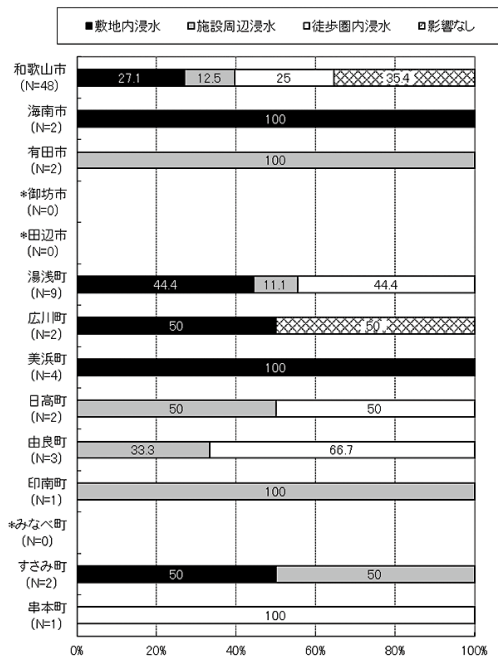 ■敷地内浸水 □施設周辺浸水 □徒歩圏内浸水 影響なし
和歌山市
(N=48)
27.1 12.5 25 35.4
海南市
(N=2)
100
有田市
(N=2)
100
*御坊市
(N=0)
*田辺市
(N=0)
湯浅町
(N=9)
44.4 11.1 44.4
広川町
(N=2)
50 50
美浜町
(N=4)
100
日高町
(N=2)
50 50
由良町
(N=3)
33.3 66.7
印南町
(N=1)
100
*みなべ町
(N=0)
すさみ町
(N=2)
50 50
串本町
(N=1)
100
0% 20% 40% 60% 80% 100%